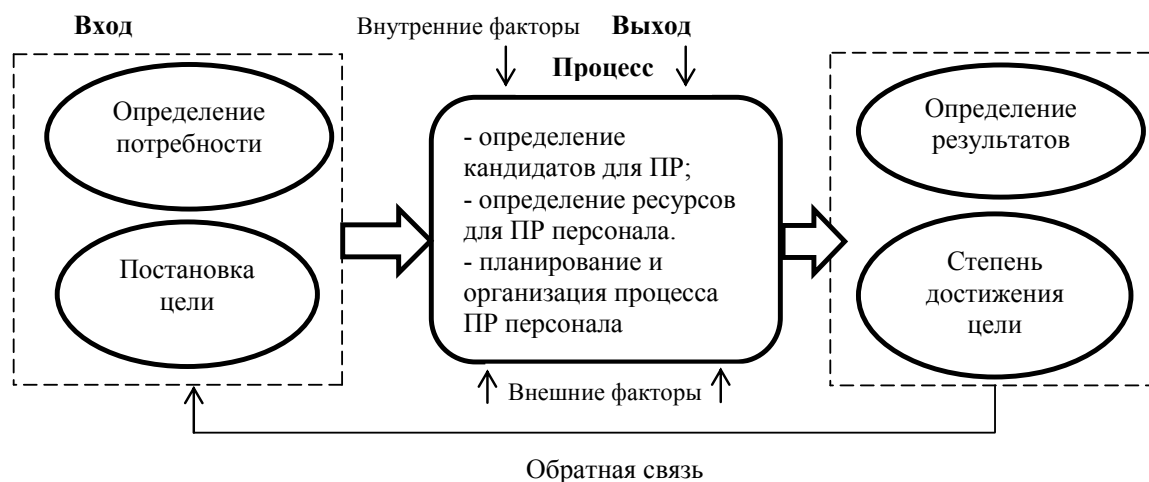 Вход
Внутренние факторы
Выход
Процесс
Определение
потребности
Постановка
цели
- определение
кандидатов для ПР;
- определение ресурсов
для ПР персонала.
- планирование и
организация процесса
ПР персонала
Определение
результатов
Степень
достижения
цели
Внешние факторы
Обратная связь